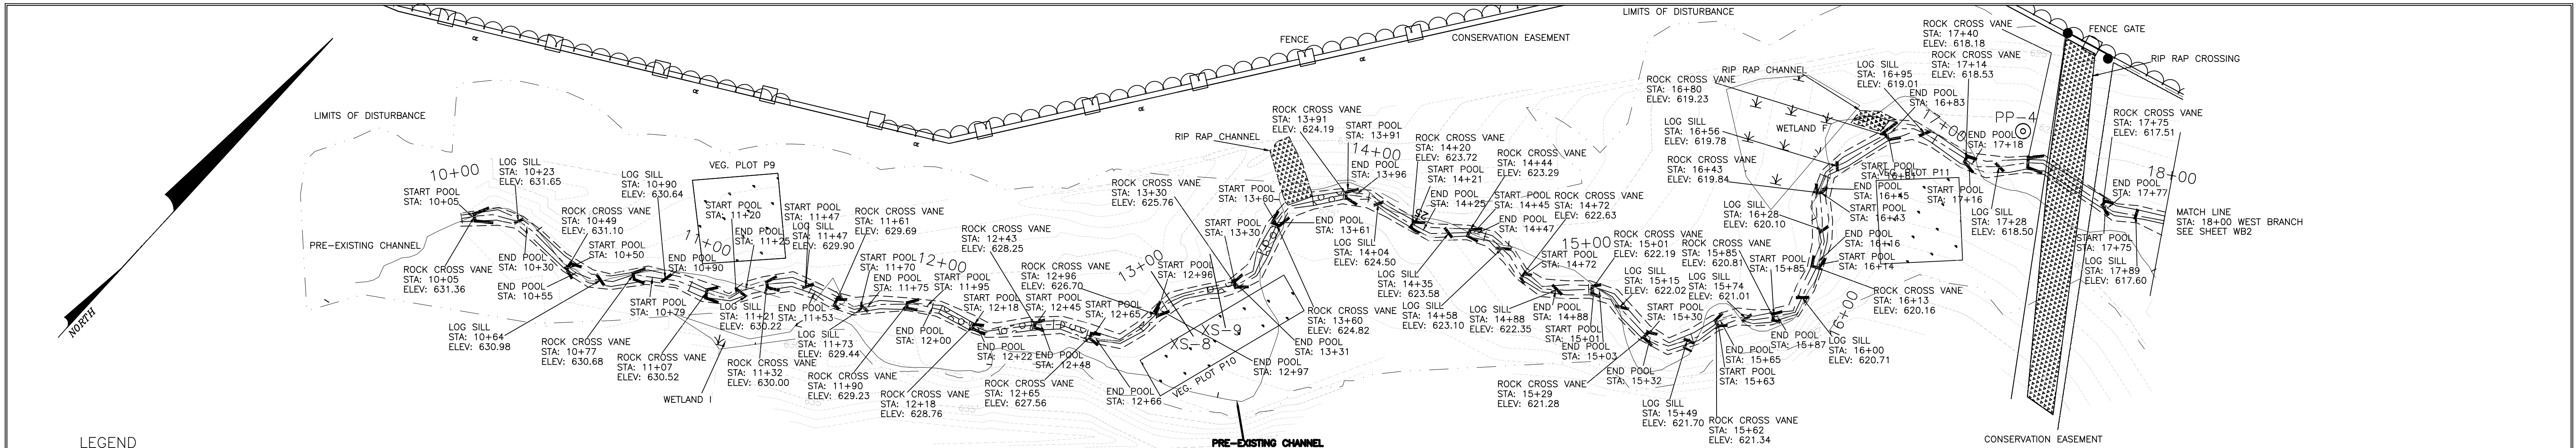 LIMITS OF DISTURBANCE
FENCE
CONSERVATION EASEMENT
ROCK CROSS VANE
STA: 17+40
ELEV: 618.18
FENCE GATE
RIP RAP CROSSING
ROCK CROSS VANE
STA: 17+14
ELEV: 618.53
LOG SILL
STA: 16+95
ELEV: 619.01
RIP RAP CHANNEL
ROCK CROSS VANE
STA: 16+80
ELEV: 619.23
END POOL
STA: 16+83
17+00
PP-4
LIMITS OF DISTURBANCE
ROCK CROSS VANE
STA: 13+91
ELEV: 624.19
START POOL
STA: 13+91
RIP RAP CHANNEL
LOG SILL
STA: 16+56
ELEV: 619.78
WETLAND F
ROCK CROSS VANE
STA: 17+75
ELEV: 617.51
END POOL
STA: 17+18
ROCK CROSS VANE
STA: 14+20
ELEV: 623.72
14+00
END POOL
STA: 13+96
ROCK CROSS VANE
STA: 14+44
ELEV: 623.29
ROCK CROSS VANE
STA: 16+43
ELEV: 619.84
START POOL
STA: 16+81
VEG. PLOT P11
10+00
LOG SILL
STA: 10+23
ELEV: 631.65
VEG. PLOT P9
LOG SILL
STA: 10+90
ELEV: 630.64
START POOL
STA: 10+05
ROCK CROSS VANE
STA: 13+30
ELEV: 625.76
START POOL
STA: 13+60
START POOL
STA: 14+21
END POOL
STA: 14+25
START POOL
STA: 14+45
ROCK CROSS VANE
STA: 14+72
ELEV: 622.63
END POOL
STA: 16+45
START POOL
STA: 17+16
END POOL
STA: 17+77
18+00
START POOL
STA: 11+20
START POOL
STA: 11+47
LOG SILL
STA: 11+47
ELEV: 629.90
ROCK CROSS VANE
STA: 11+61
ELEV: 629.69
ROCK CROSS VANE
STA: 10+49
ELEV: 631.10
START POOL
STA: 13+30
END POOL
STA: 13+61
END POOL
STA: 14+47
LOG SILL
STA: 16+28
ELEV: 620.10
START POOL
STA: 16+43
LOG SILL
STA: 17+28
ELEV: 618.50
MATCH LINE
STA: 18+00 WEST BRANCH
SEE SHEET WB2
PRE-EXISTING CHANNEL
11+00
END POOL
STA: 11+25
ROCK CROSS VANE
STA: 12+43
ELEV: 628.25
START POOL
STA: 10+50
END POOL
STA: 10+30
END POOL
STA: 10+90
START POOL
STA: 11+70
12+00
13+00
START POOL
STA: 12+96
ROCK CROSS VANE
STA: 12+96
ELEV: 626.70
LOG SILL
STA: 14+04
ELEV: 624.50
START POOL
STA: 14+72
15+00
ROCK CROSS VANE
STA: 15+01
ELEV: 622.19
ROCK CROSS VANE
STA: 15+85
ELEV: 620.81
START POOL
STA: 15+85
END POOL
STA: 16+16
START POOL
STA: 16+14
START POOL
STA: 17+75
ROCK CROSS VANE
STA: 10+05
ELEV: 631.36
END POOL
STA: 10+55
END POOL
STA: 11+75
START POOL
STA: 11+95
LOG SILL
STA: 14+35
ELEV: 623.58
LOG SILL
STA: 15+15
ELEV: 622.02
LOG SILL
STA: 15+74
ELEV: 621.01
LOG SILL
STA: 17+89
ELEV: 617.60
START POOL
STA: 10+79
LOG SILL
STA: 11+21
ELEV: 630.22
END POOL
STA: 11+53
START POOL
STA: 12+18
START POOL
STA: 12+45
START POOL
STA: 12+65
ROCK CROSS VANE
STA: 13+60
ELEV: 624.82
LOG SILL
STA: 14+58
ELEV: 623.10
LOG SILL
STA: 14+88
ELEV: 622.35
END POOL
STA: 14+88
START POOL
STA: 15+30
ROCK CROSS VANE
STA: 16+13
ELEV: 620.16
16+00
NORTH
LOG SILL
STA: 10+64
ELEV: 630.98
END POOL
STA: 12+00
LOG SILL
STA: 11+73
ELEV: 629.44
XS-9
XS-8
START POOL
STA: 15+01
END POOL
STA: 15+03
END POOL
STA: 15+87
LOG SILL
STA: 16+00
ELEV: 620.71
ROCK CROSS VANE
STA: 10+77
ELEV: 630.68
ROCK CROSS VANE
STA: 11+07
ELEV: 630.52
ROCK CROSS VANE
STA: 11+32
ELEV: 630.00
END POOL
STA: 12+22
END POOL
STA: 12+48
END POOL
STA: 13+31
END POOL
STA: 12+97
END POOL
STA: 15+65
START POOL
STA: 15+63
END POOL
STA: 15+32
ROCK CROSS VANE
STA: 11+90
ELEV: 629.23
ROCK CROSS VANE
STA: 12+18
ELEV: 628.76
ROCK CROSS VANE
STA: 12+65
ELEV: 627.56
END POOL
STA: 12+66
VEG. PLOT P10
ROCK CROSS VANE
STA: 15+29
ELEV: 621.28
WETLAND I
LOG SILL
STA: 15+49
ELEV: 621.70
ROCK CROSS VANE
STA: 15+62
ELEV: 621.34
LEGEND
PRE-EXISTING CHANNEL
CONSERVATION EASEMENT